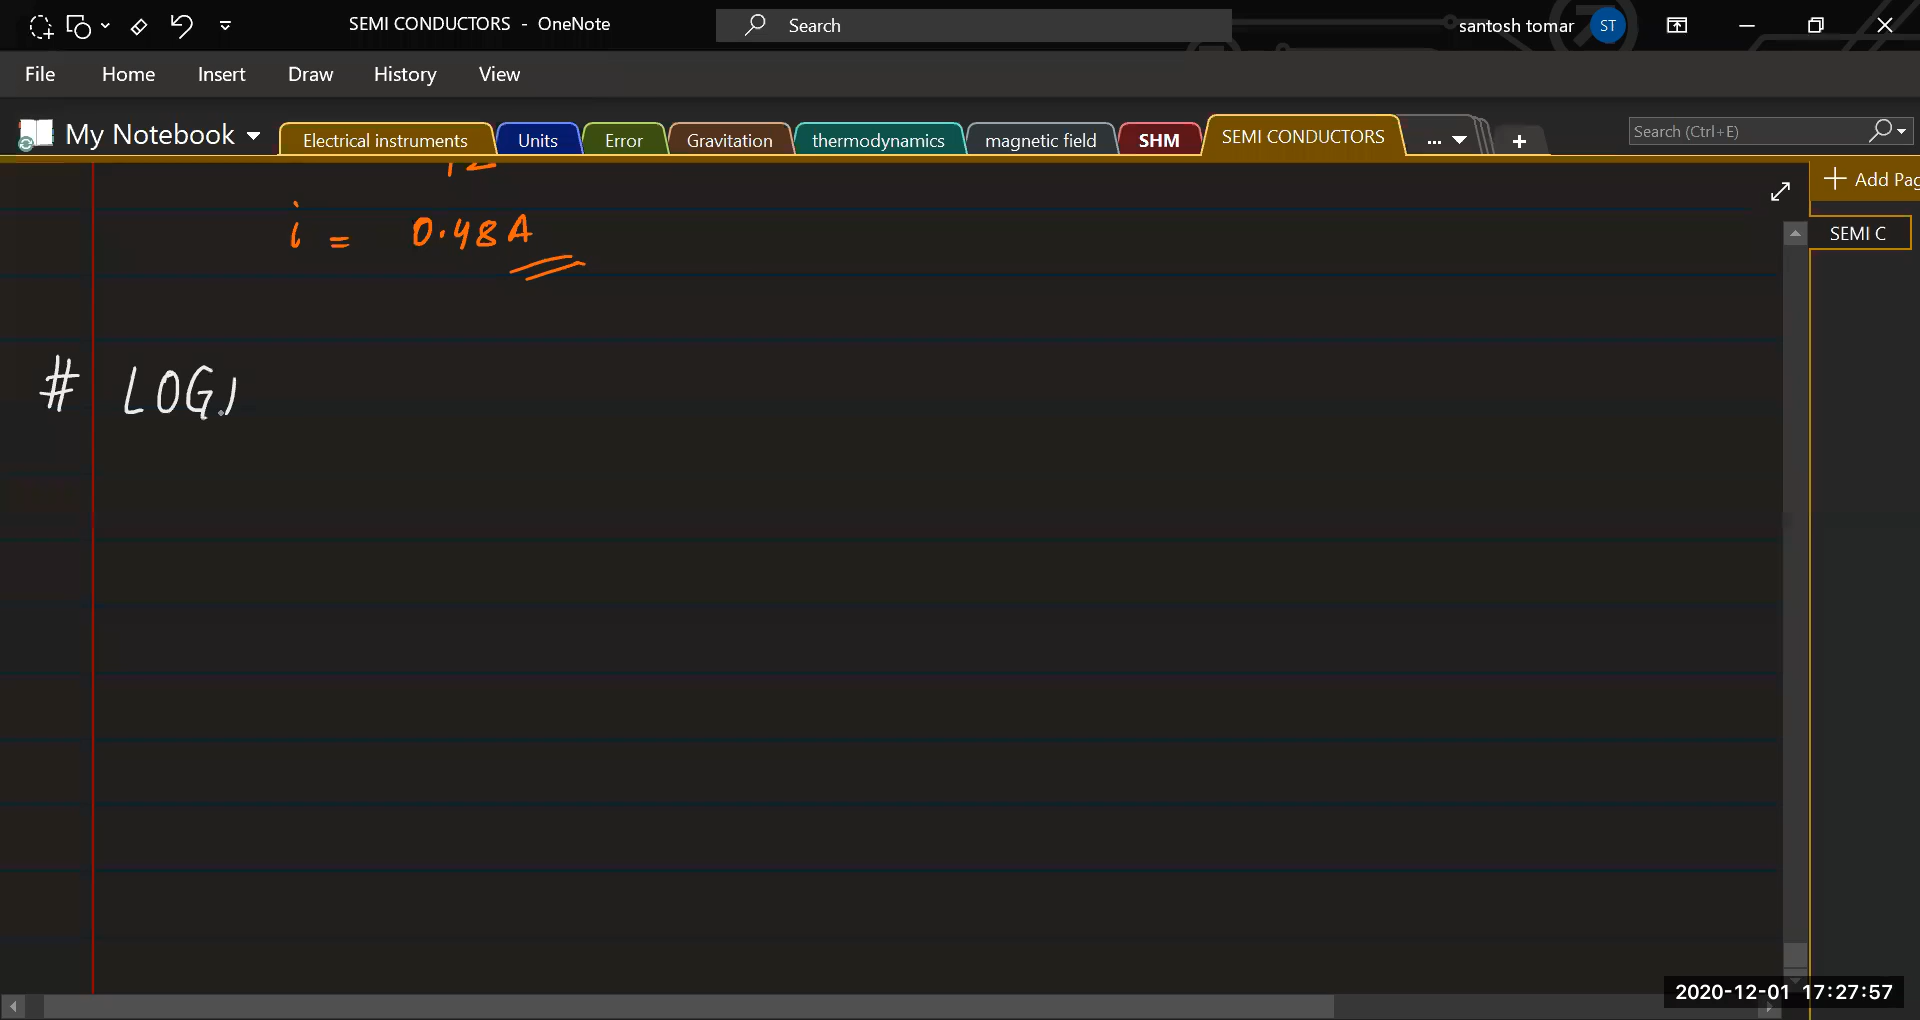 SEMI CONDUCTORS - OneNote
Search
santosh tomar
ST
File Home Insert Draw History View
My Notebook
Electrical instruments
Units
Error
Gravitation
thermodynamics
magnetic field
SHM
SEMI CONDUCTORS
...
+
Search (Ctrl+E)
+ Add Pag
SEMI C
i = 0.48A
# LOGI
2020-12-01 17:27:57